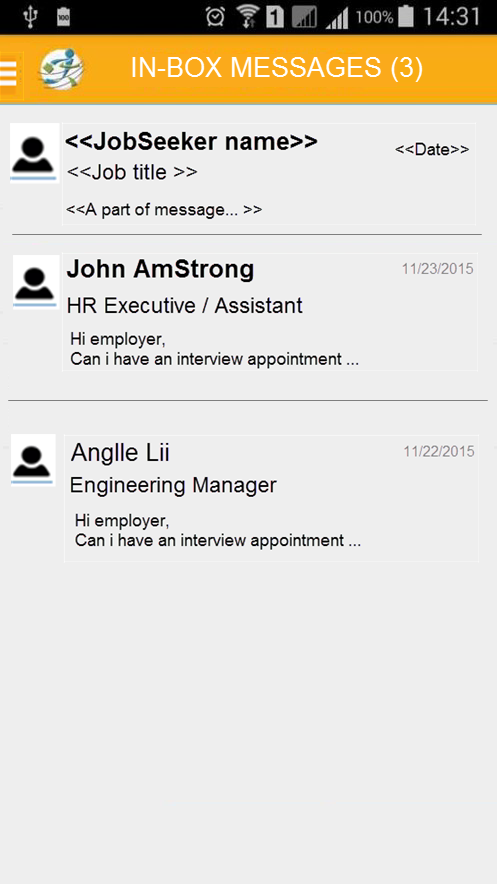 100
1
100%
14:31
IN-BOX MESSAGES (3)
<<JobSeeker name>>
<<Date>>
<<Job title >>
<<A part of message... >>
John AmStrong
11/23/2015
HR Executive / Assistant
Hi employer,
Can i have an interview appointment ...
Anglle Lii
11/22/2015
Engineering Manager
Hi employer,
Can i have an interview appointment ...